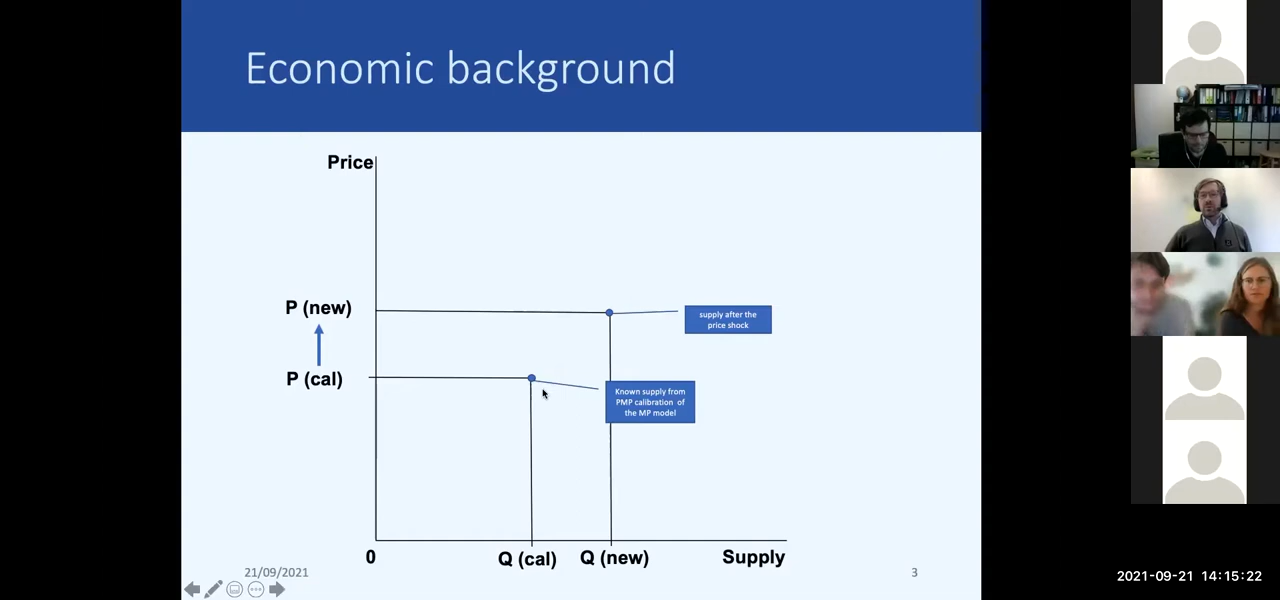 Economic background
Price
P (new)
supply after the
price shock
P (cal)
Known supply from
PMP calibration of
the MP model
0
Q (cal)
Q (new)
Supply
21/09/2021
3
2021-09-21 14:15:22